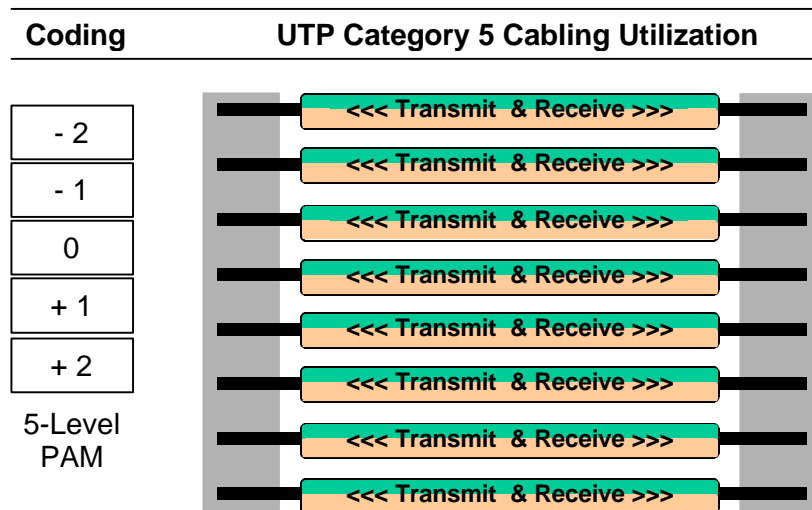 Coding
UTP Category 5 Cabling Utilization
- 2
- 1
0
+ 1
+ 2
5-Level
PAM
<<< Transmit & Receive >>>
<<< Transmit & Receive >>>
<<< Transmit & Receive >>>
<<< Transmit & Receive >>>
<<< Transmit & Receive >>>
<<< Transmit & Receive >>>
<<< Transmit & Receive >>>
<<< Transmit & Receive >>>